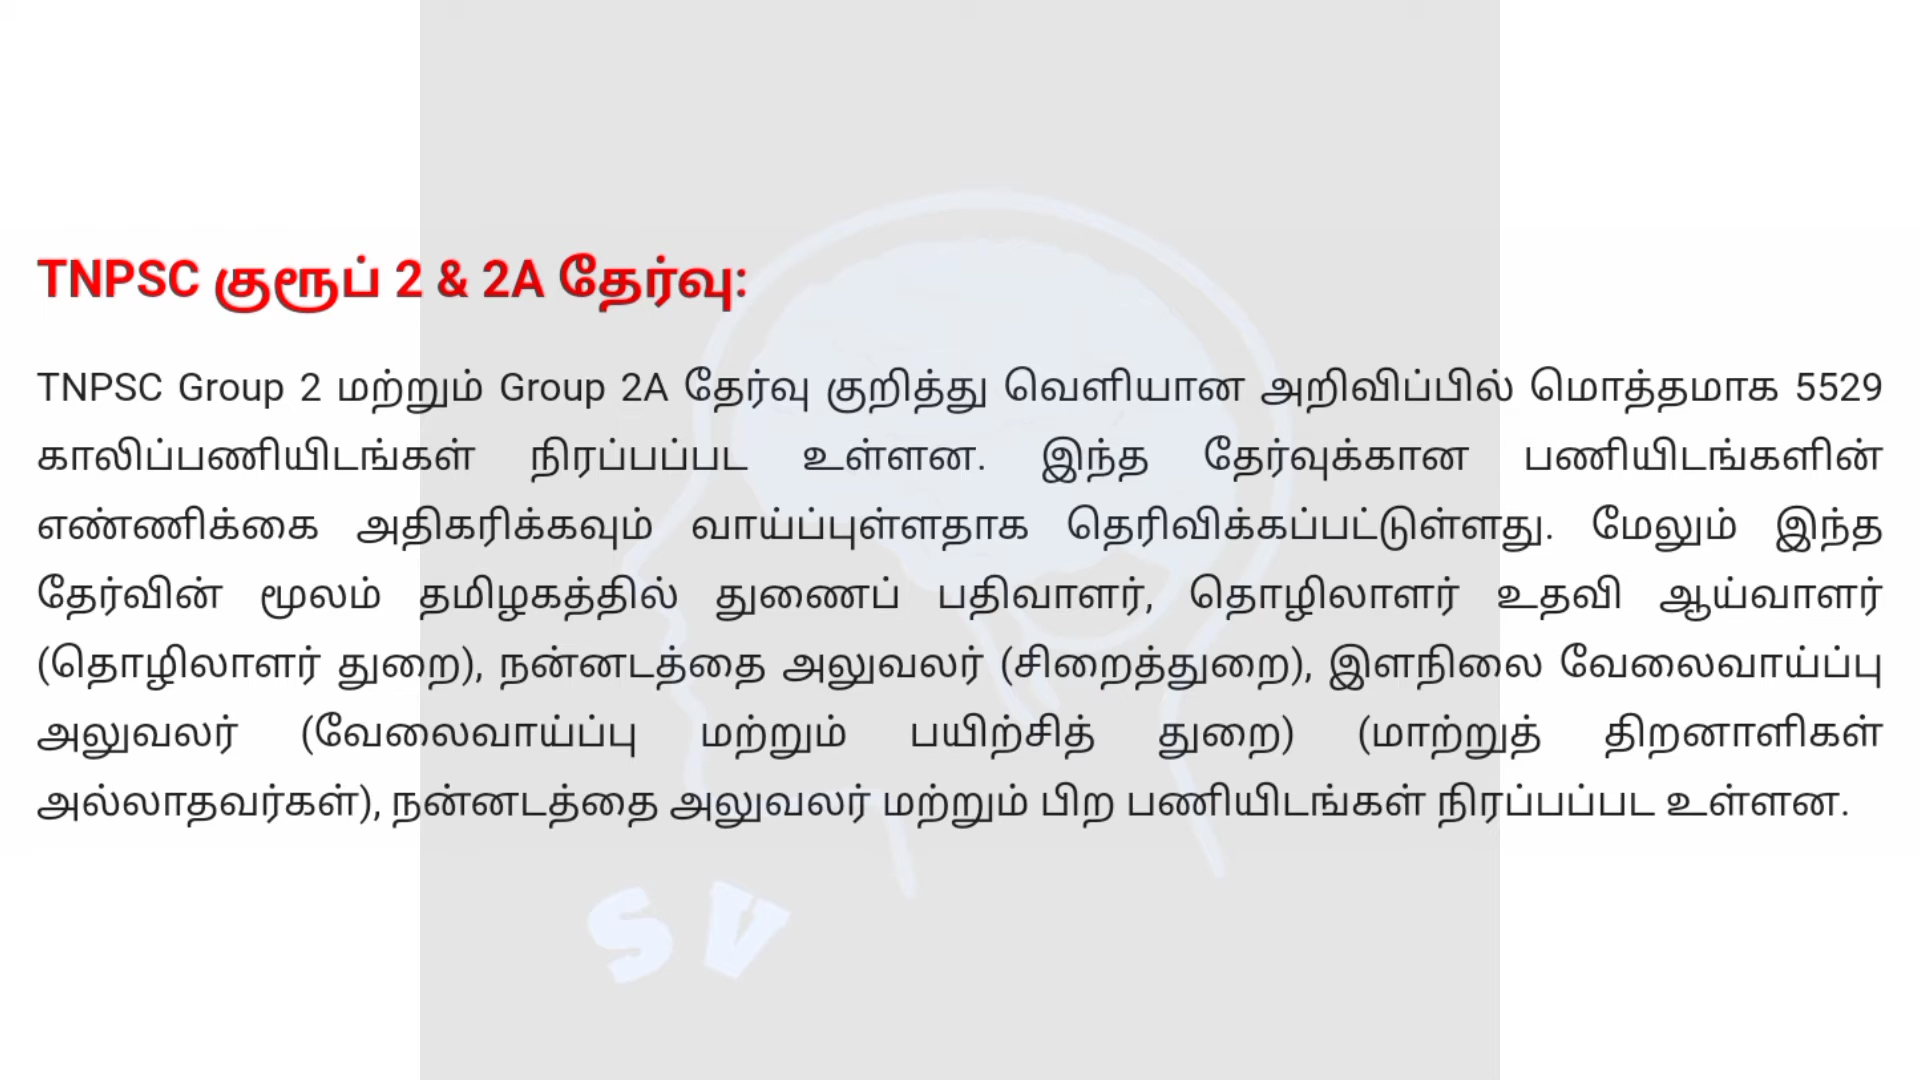 TNPSC குரூப் 2 & 2A தேர்வு:
TNPSC Group 2 மற்றும் Group 2A தேர்வு குறித்து வெளியான அறிவிப்பில் மொத்தமாக 5529
காலிப்பணியிடங்கள் நிரப்பப்பட உள்ளன. இந்த தேர்வுக்கான பணியிடங்களின்
எண்ணிக்கை அதிகரிக்கவும் வாய்ப்புள்ளதாக தெரிவிக்கப்பட்டுள்ளது. மேலும் இந்த
தேர்வின் மூலம் தமிழகத்தில் துணைப் பதிவாளர், தொழிலாளர் உதவி ஆய்வாளர்
(தொழிலாளர் துறை), நன்னடத்தை அலுவலர் (சிறைத்துறை), இளநிலை வேலைவாய்ப்பு
அலுவலர் (வேலைவாய்ப்பு மற்றும் பயிற்சித் துறை) (மாற்றுத் திறனாளிகள்
அல்லாதவர்கள்), நன்னடத்தை அலுவலர் மற்றும் பிற பணியிடங்கள் நிரப்பப்பட உள்ளன.
SV